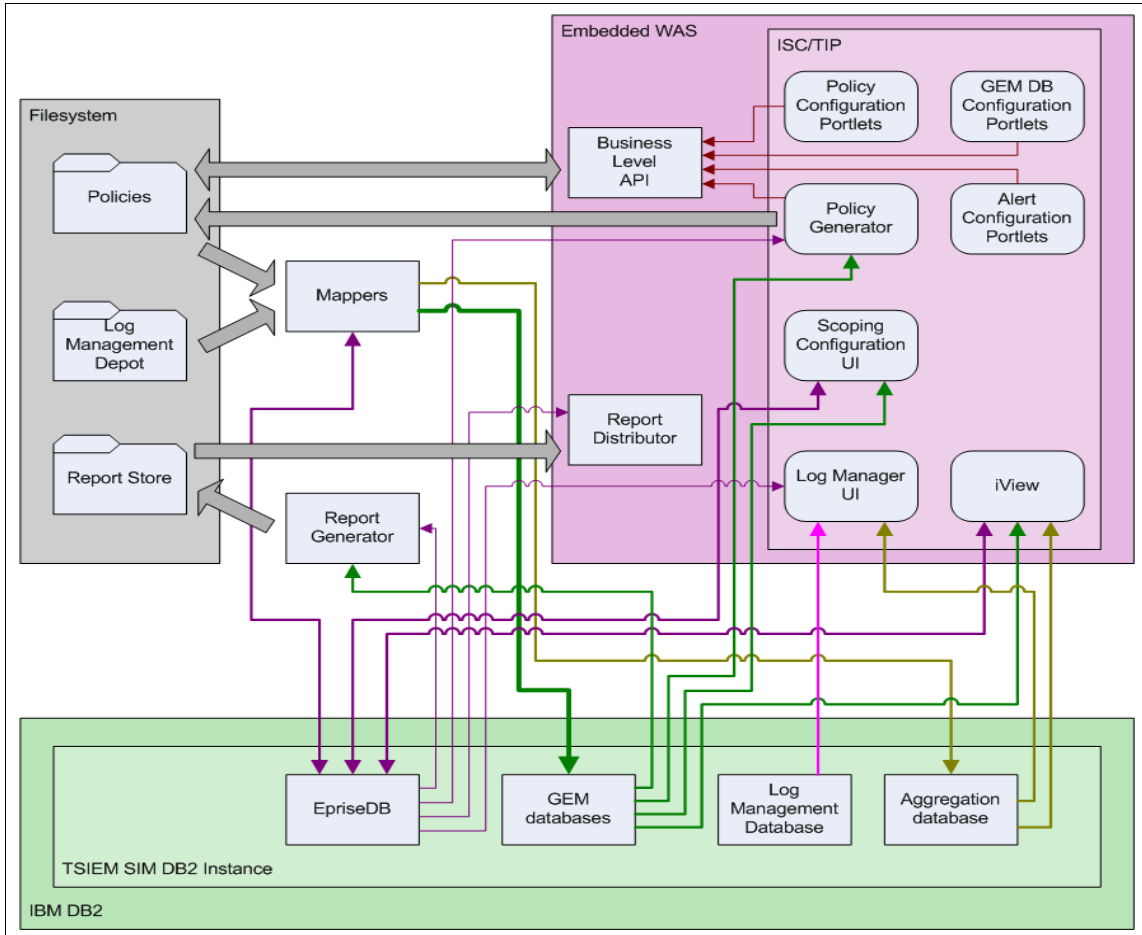 Embedded WAS
ISC/TIP
Policy
Configuration
Portlets
GEM DB
Configuration
Portlets
Filesystem
Business
Level
API
Policies
Policy
Generator
Alert
Configuration
Portlets
Mappers
Log
Management
Depot
Scoping
Configuration
UI
Report
Distributor
Report Store
Log Manager
UI
iView
Report
Generator
EpriseDB
GEM
databases
Log
Management
Database
Aggregation
database
TSIEM SIM DB2 Instance
IBM DB2